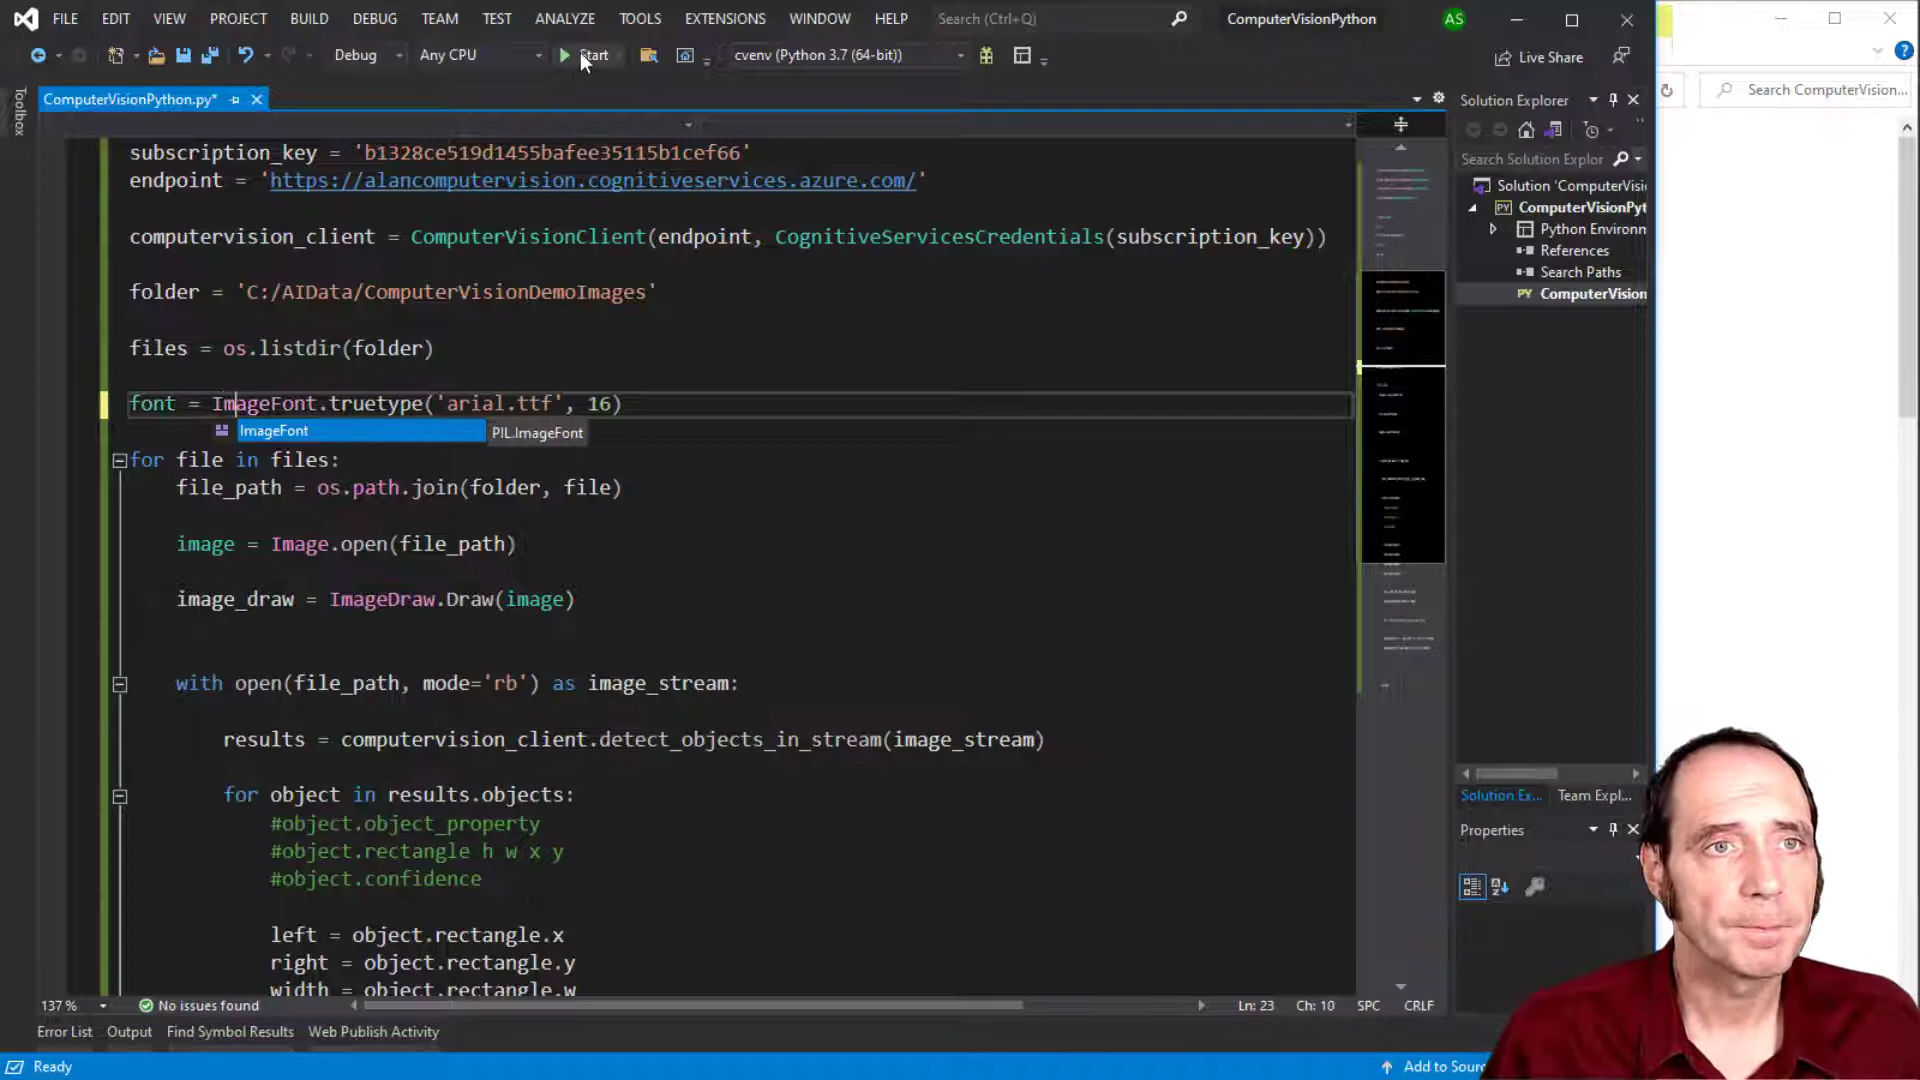 FILE EDIT VIEW PROJECT BUILD DEBUG TEAM TEST ANALYZE TOOLS EXTENSIONS WINDOW HELP Search (Ctrl+Q) ComputerVisionPython AS
Debug Any CPU Start cvenv (Python 3.7 (64-bit)) Live Share
Toolbox
ComputerVisionPython.py*
Solution Explorer
Search ComputerVision...
subscription_key = 'b1328ce519d1455bafee35115b1cef66'
endpoint = 'https://alancomputervision.cognitiveservices.azure.com/'
computervision_client = ComputerVisionClient(endpoint, CognitiveServicesCredentials(subscription_key))
folder = 'C:/AIData/ComputerVisionDemoImages'
files = os.listdir(folder)
font = ImageFont.truetype('arial.ttf', 16)
ImageFont PIL.ImageFont
for file in files:
file_path = os.path.join(folder, file)
image = Image.open(file_path)
image_draw = ImageDraw.Draw(image)
with open(file_path, mode='rb') as image_stream:
results = computervision_client.detect_objects_in_stream(image_stream)
for object in results.objects:
#object.object_property
#object.rectangle h w x y
#object.confidence
left = object.rectangle.x
right = object.rectangle.y
width = object.rectangle.w
Search Solution Explor
Solution 'ComputerVisi
ComputerVisionPyt
Python Environm
References
Search Paths
ComputerVision
Solution Ex... Team Expl...
Properties
137 % No issues found Ln: 23 Ch: 10 SPC CRLF
Error List Output Find Symbol Results Web Publish Activity
Ready Add to Sourc